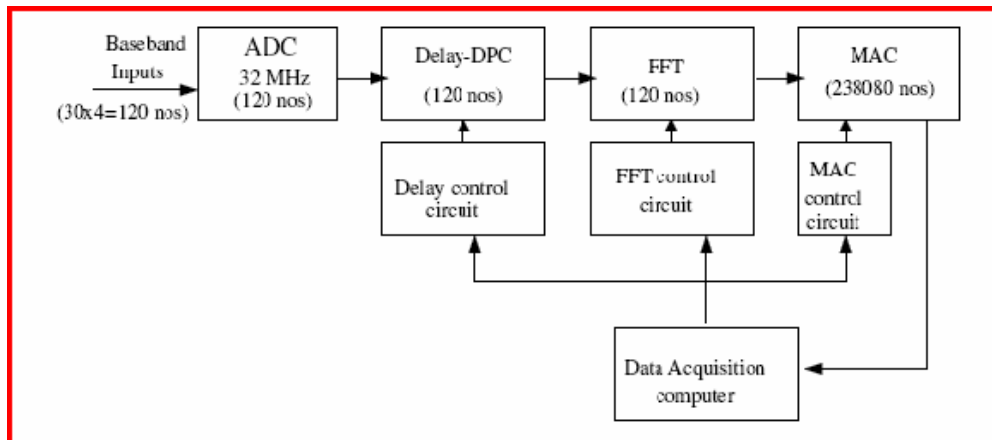 Baseband
Inputs
(30x4=120 nos)
ADC
32 MHz
(120 nos)
Delay-DPC
(120 nos)
FFT
(120 nos)
MAC
(238080 nos)
Delay control
circuit
FFT control
circuit
MAC
control
circuit
Data Acquisition
computer